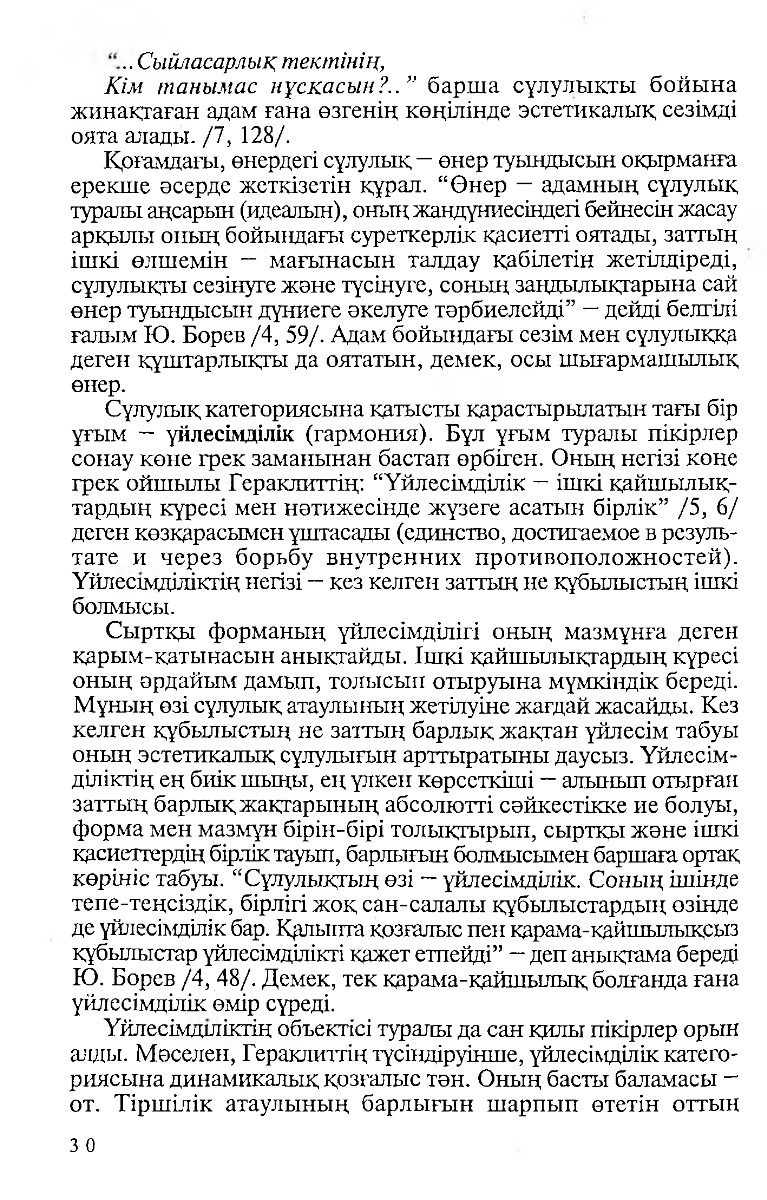 “... Сыйласарлық тектінің,
Кім танымас нұсқасын?..” барша сұлулықты бойына
жинақтаған адам ғана өзгенің көңілінде эстетикалық сезімді
оята алады. /7, 128/.
Қоғамдағы, өнердегі сұлулық — өнер туындысын оқырманға
ерекше әсерде жеткізетін құрал. “Өнер — адамның сұлулық
туралы аңсарын (идеалын), оның жандүниесіндегі бейнесін жасау
арқылы оның бойындағы суреткерлік қасиетті оятады, заттың
ішкі өлшемін — мағынасын талдау қабілетін жетілдіреді,
сұлулықты сезінуге және түсінуге, соның заңдылықтарына сай
өнер туындысын дүниеге әкелуге тәрбиелейді” — дейді белгілі
ғалым Ю. Борев /4, 59/. Адам бойындағы сезім мен сұлулыққа
деген құштарлықты да оятатын, демек, осы шығармашылық
өнер.
Сұлулық категориясына қатысты қарастырылатын тағы бір
ұғым — үйлесімділік (гармония). Бұл ұғым туралы пікірлер
сонау көне грек заманынан бастап өрбіген. Оның негізі коне
грек ойшылы Гераклиттің: “Үйлесімділік — ішкі қайшылық-
тардың күресі мен нәтижесінде жүзеге асатын бірлік” /5, 6/
деген көзқарасымен ұштасады (единство, достигаемое в резуль-
тате и через борьбу внутренних противоположностей).
Үйлесімділіктің негізі — кез келген заттың не құбылыстың ішкі
болмысы.
Сыртқы форманың үйлесімділігі оның мазмұнға деген
қарым-қатынасын анықтайды. Ішкі қайшылықтардың күресі
оның әрдайым дамып, толысып отыруына мүмкіндік береді.
Мұның өзі сұлулық атаулының жетілуіне жағдай жасайды. Кез
келген құбылыстың не заттың барлық жақтан үйлесім табуы
оның эстетикалық сұлулығын арттыратыны даусыз. Үйлесім-
діліктің ең биік шыңы, ең үлкен көрсеткіші — алынып отырған
заттың барлық жақтарының абсолютті сәйкестікке ие болуы,
форма мен мазмұн бірін-бірі толықтырып, сыртқы және ішкі
қасиеттердің бірлік тауып, барлығын болмысымен баршаға ортақ
көрініс табуы. “Сұлулықтың өзі — үйлесімділік. Соның ішінде
тепе-теңсіздік, бірлігі жоқ сан-салалы құбылыстардың озінде
де үйлесімділік бар. Қалыпта қозғалыс пен қарама-қайшылықсыз
құбылыстар үйлесімділікті қажет етпейді” — деп анықтама береді
Ю. Борев /4, 48/. Демек, тек қарама-қайшылық болғанда ғана
үйлесімділік өмір сүреді.
Үйлесімділіктің объектісі туралы да сан қилы пікірлер орын
алды. Мәселен, Гераклиттің түсіндіруінше, үйлесімділік катего-
риясына динамикалық қозғалыс тән. Оның басты баламасы —
от. Тіршілік атаулының барлығын шарпып өтетін оттың
30